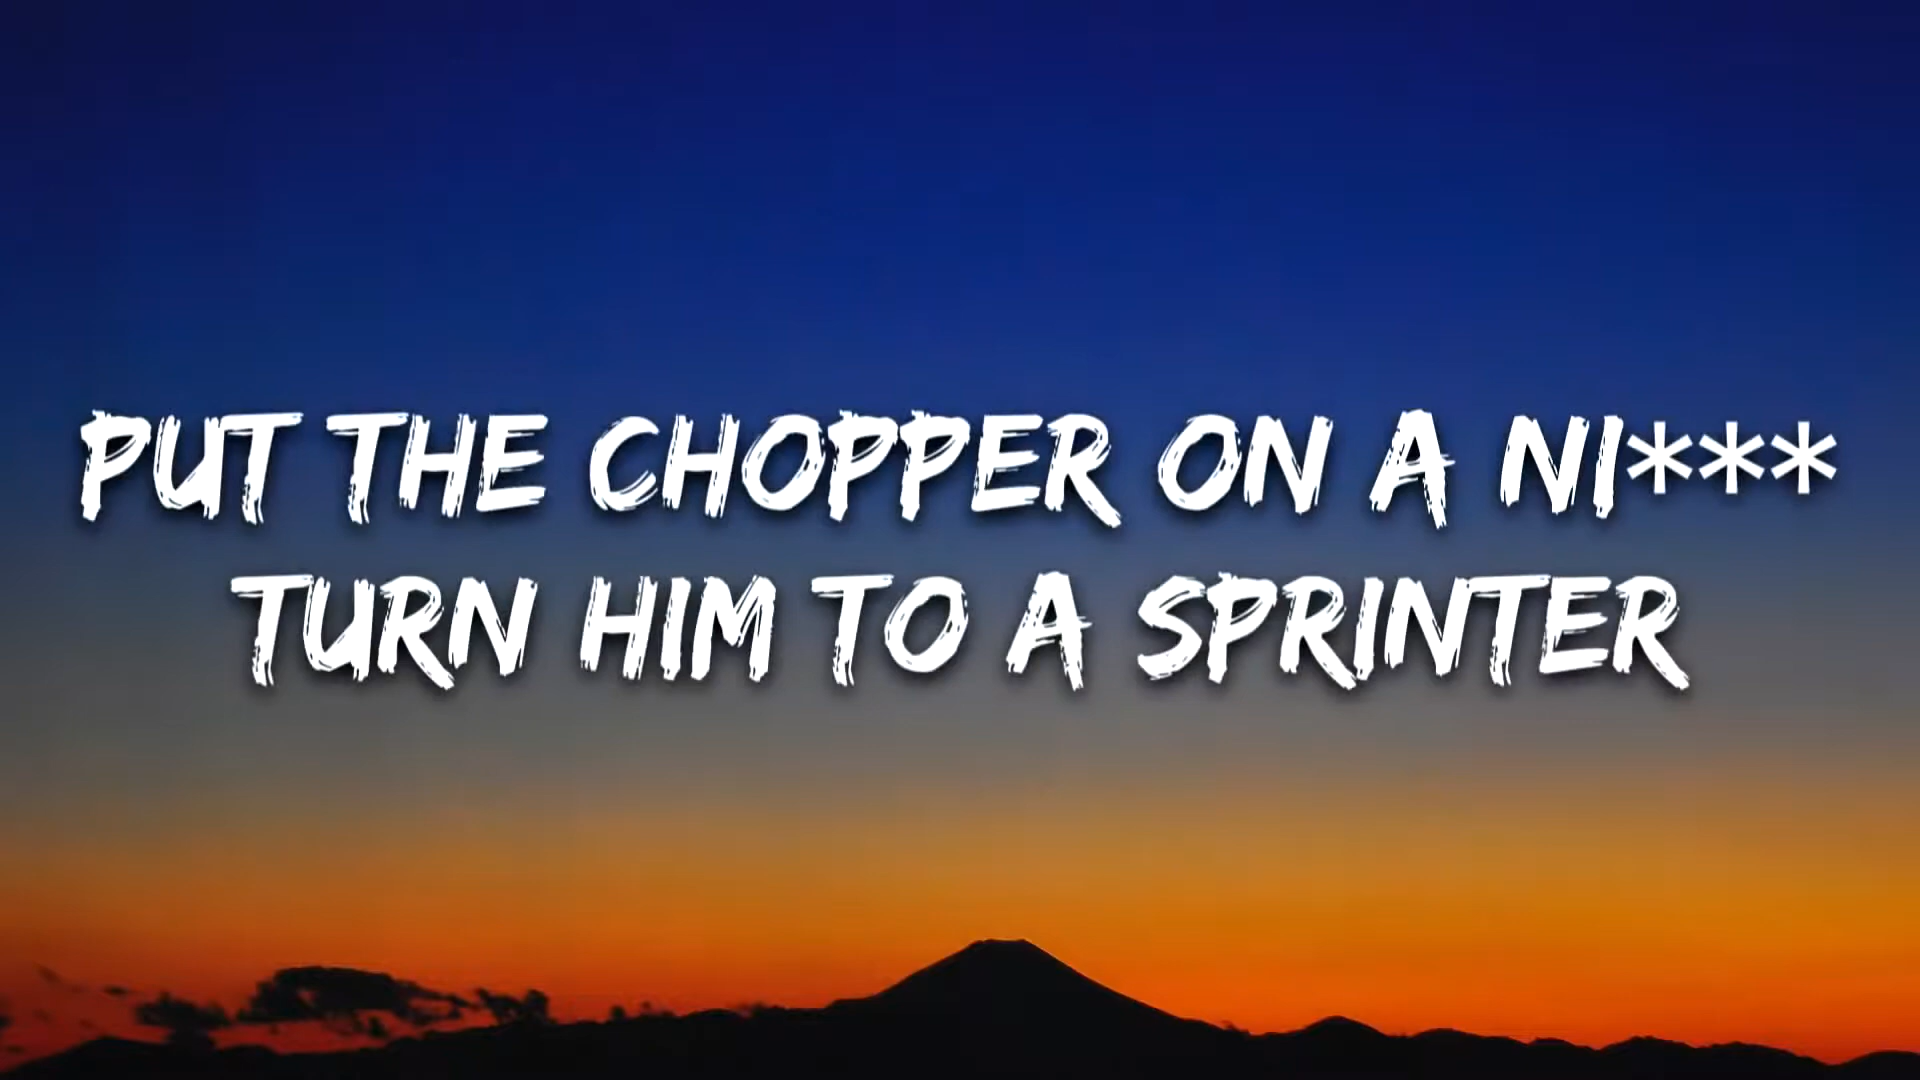 PUT THE CHOPPER ON A NI***
TURN HIM TO A SPRINTER